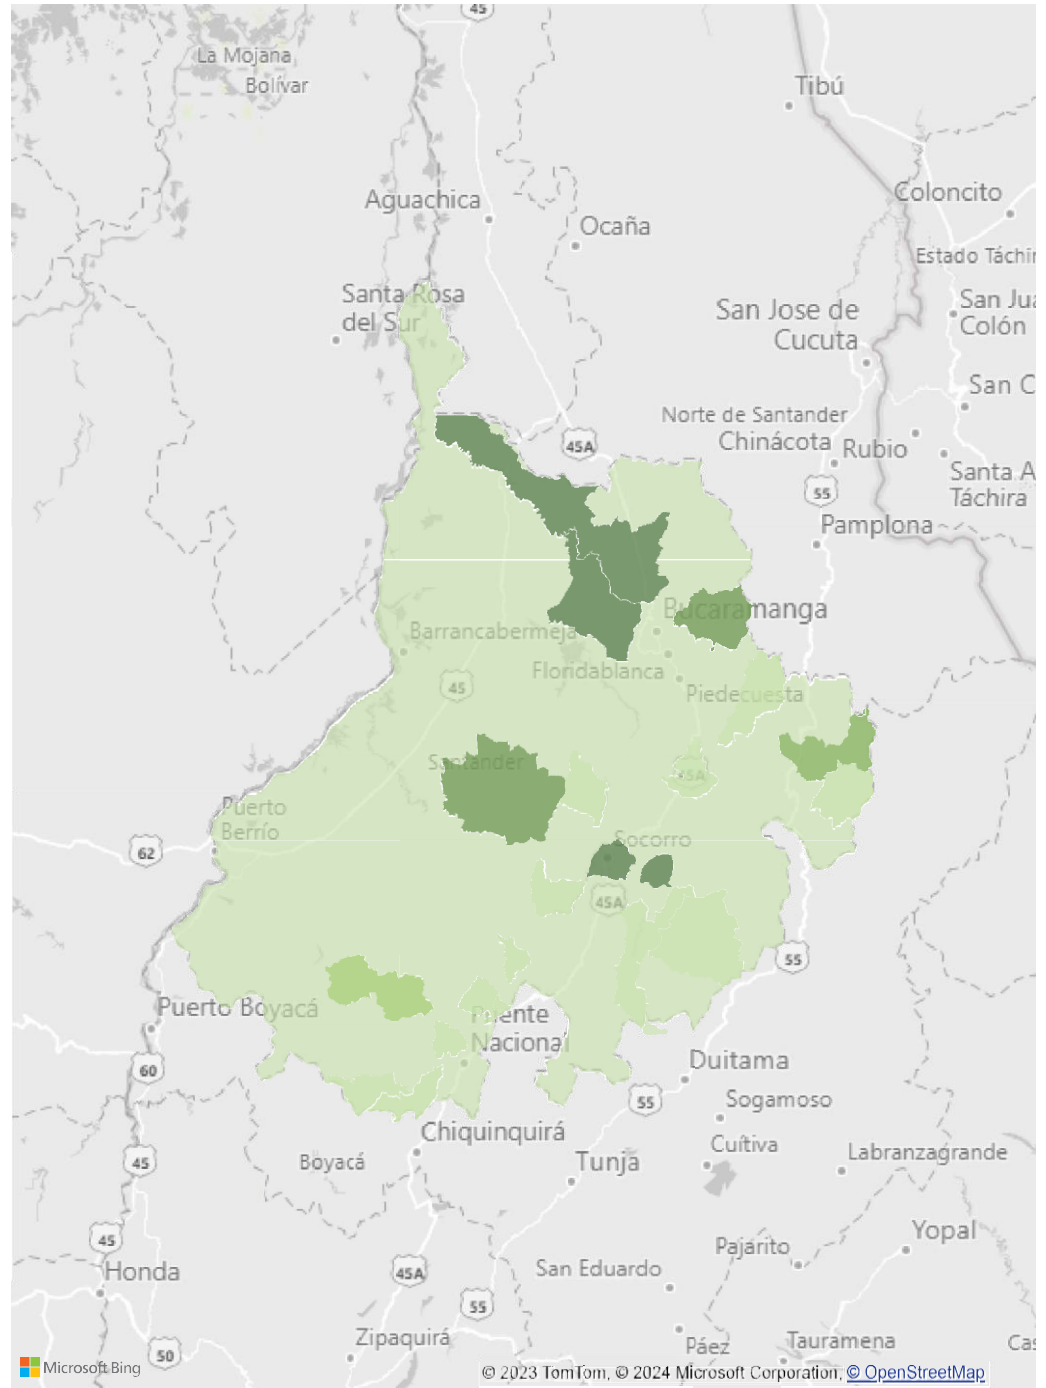 45
La Mojana
Bolívar
Tibú
Aguachica
Coloncito
Ocaña
Estado Táchir
Santa Rosa
del Sur
San Jose de
Cucuta
San Ju
Colón
San C
Norte de Santander
Chinácota
Rubio
45A
Santa A
Táchira
55
Pamplona
Bucaramanga
Barrancabermeja
Floridablanca
45
Piedecuesta
Santander
45A
Puerto
Berrío
Socorro
62
45A
55
Puerto Boyacá
Puente
Nacional
60
Duitama
55
Sogamoso
Chiquinquirá
Cuítiva
45
Boyacá
Tunja
Labranzagrande
45
Pajarito
Yopal
Honda
45A
San Eduardo
55
Zipaquirá
50
Páez
Tauramena
Cas
Microsoft Bing
© 2023 TomTom, © 2024 Microsoft Corporation, © OpenStreetMap